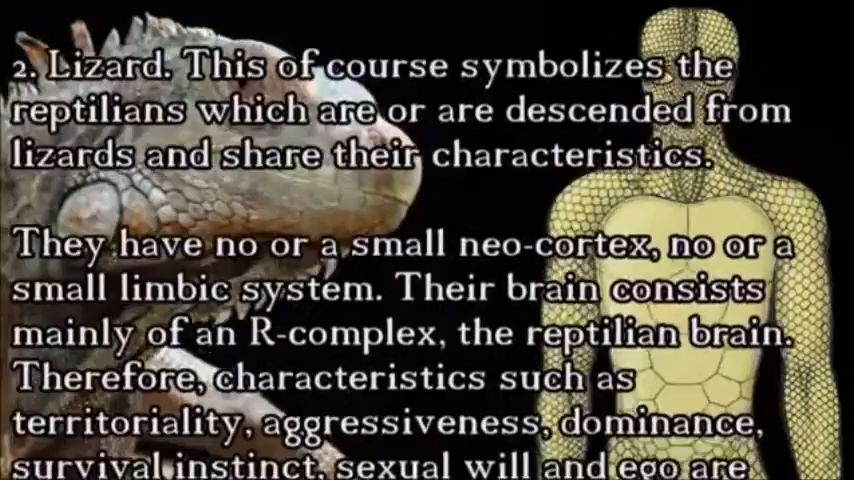 2. Lizard. This of course symbolizes the
reptilians which are or are descended from
lizards and share their characteristics.
They have no or a small neo-cortex, no or a
small limbic system. Their brain consists
mainly of an R-complex, the reptilian brain.
Therefore, characteristics such as
territoriality, aggressiveness, dominance,
survival instinct, sexual will and ego are